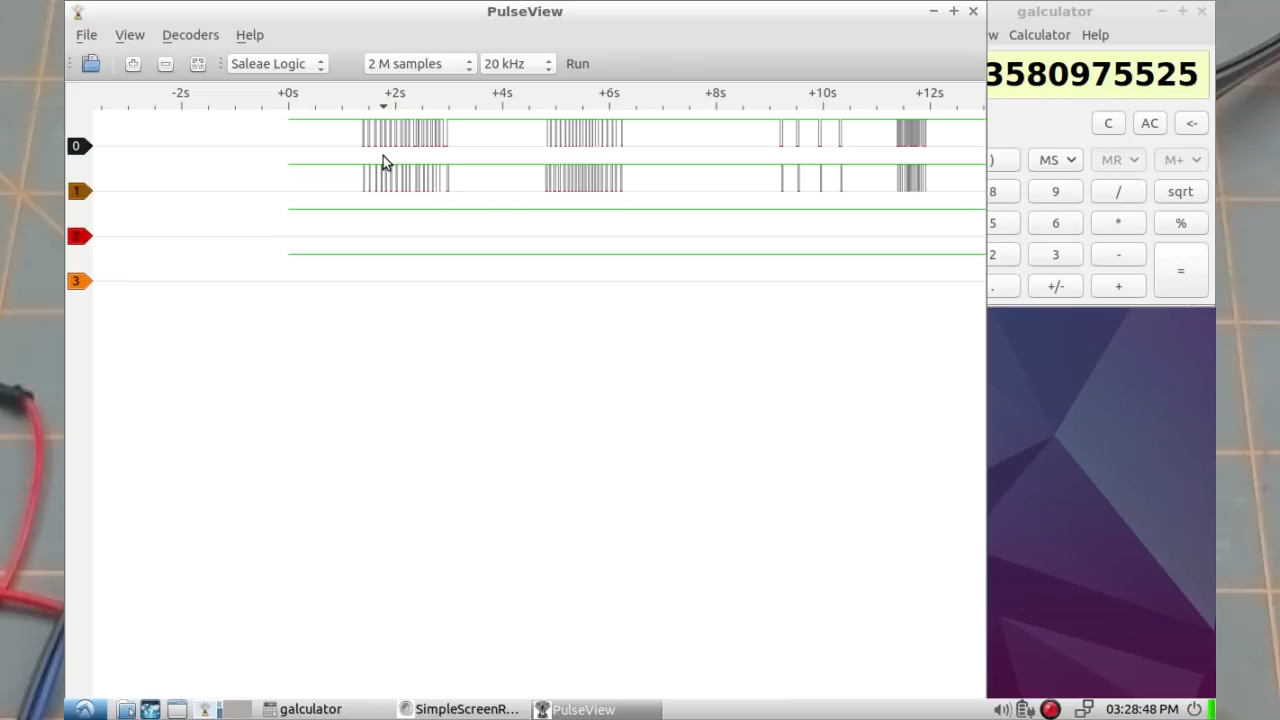 PulseView
File View Decoders Help
Saleae Logic 2 M samples 20 kHz Run
-2s +0s +2s +4s +6s +8s +10s +12s
0
1
2
3
galculator
Calculator Help
3580975525
C AC <-
) MS MR M+
8 9 / sqrt
5 6 * %
2 3 - =
. +/- +
galculator SimpleScreenR... PulseView 03:28:48 PM